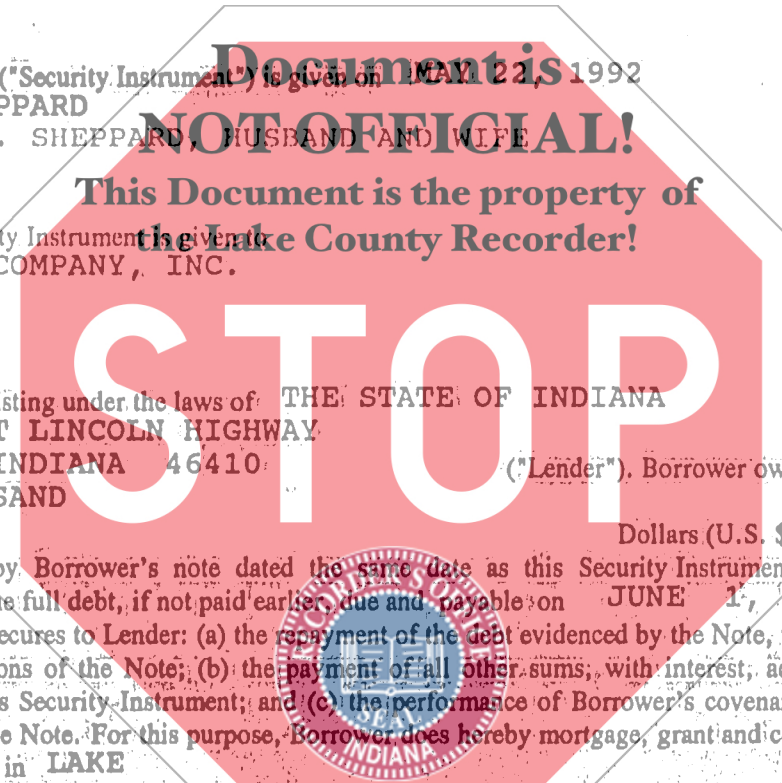 Document is
NOT OFFICIAL!
This Document is the property of
the Lake County Recorder!
STOP
("Security Instrument") is given on MAY 22, 1992
PPARD
. SHEPPARD, HUSBAND AND WIFE
ty Instrument is given to
COMPANY, INC.
isting under the laws of THE STATE OF INDIANA
T LINCOLN HIGHWAY
INDIANA 46410 ("Lender"). Borrower ow
SAND
Dollars (U.S. $
by Borrower's note dated the same date as this Security Instrumen
e full debt, if not paid earlier, due and payable on JUNE 1,
ecures to Lender: (a) the repayment of the debt evidenced by the Note,
ons of the Note; (b) the payment of all other sums, with interest, a
s Security Instrument; and (c) the performance of Borrower's covena
e Note. For this purpose, Borrower does hereby mortgage, grant and c
in LAKE
RECORDER'S OFFICE
SEAL
INDIANA